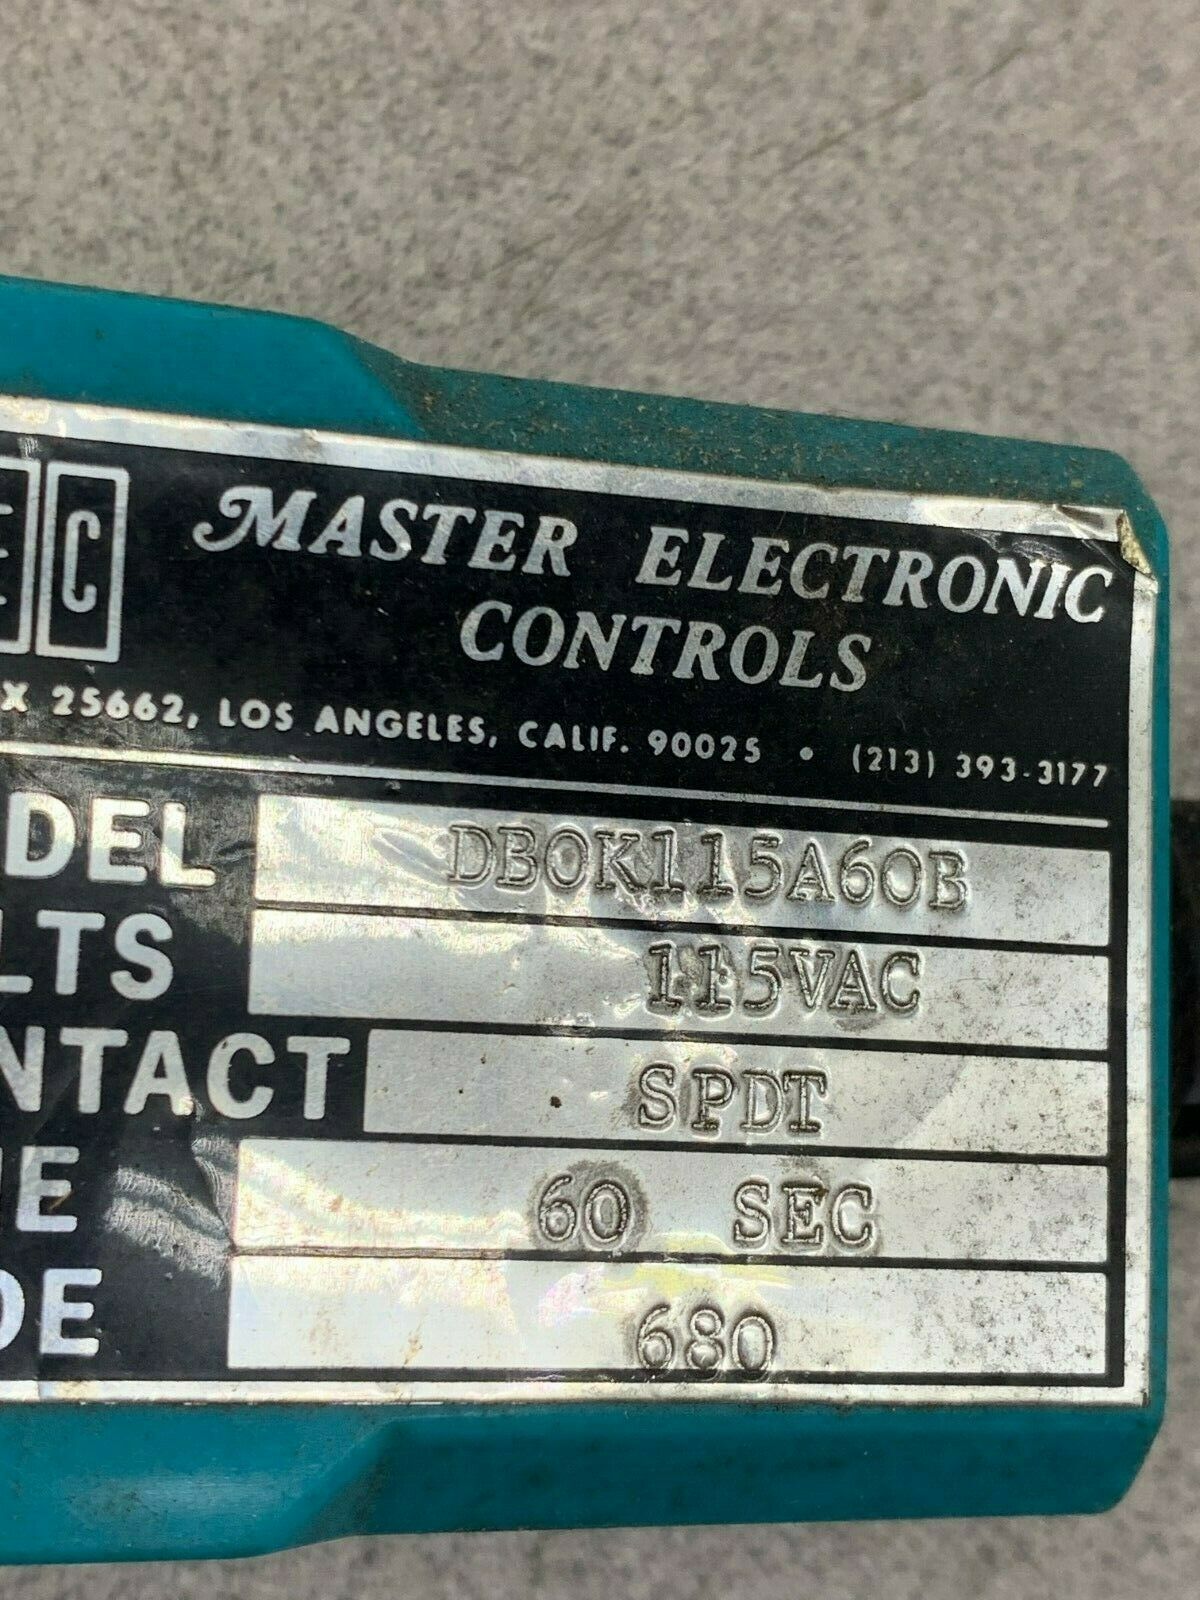 E C
MASTER ELECTRONIC
CONTROLS
X 25662, LOS ANGELES, CALIF. 90025 • (213) 393-3177
DEL DBOK115A60B
LTS 115VAC
NTACT SPDT
ME 60 SEC
DE 680